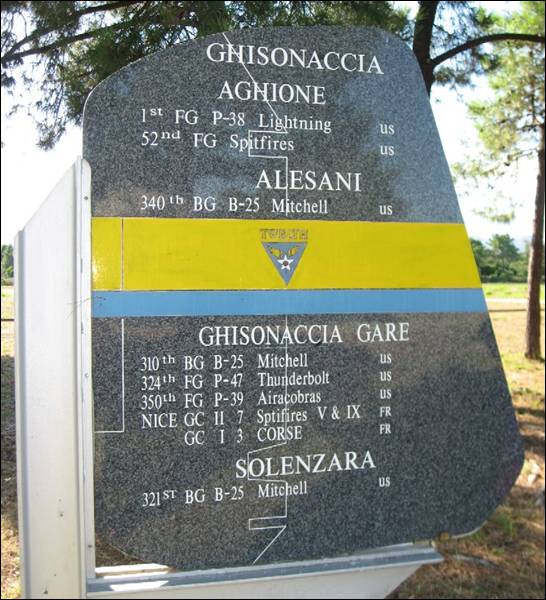 GHISONACCIA
AGHIONE
1st FG P-38 Lightning us
52nd FG Spitfires us
ALESANI
340th BG B-25 Mitchell us
TWELTH
GHISONACCIA GARE
310th BG B-25 Mitchell us
324th FG P-47 Thunderbolt us
350th FG P-39 Airacobras us
NICE GC II 7 Sptifires V & IX FR
GC I 3 CORSE FR
SOLENZARA
321ST BG B-25 Mitchell us